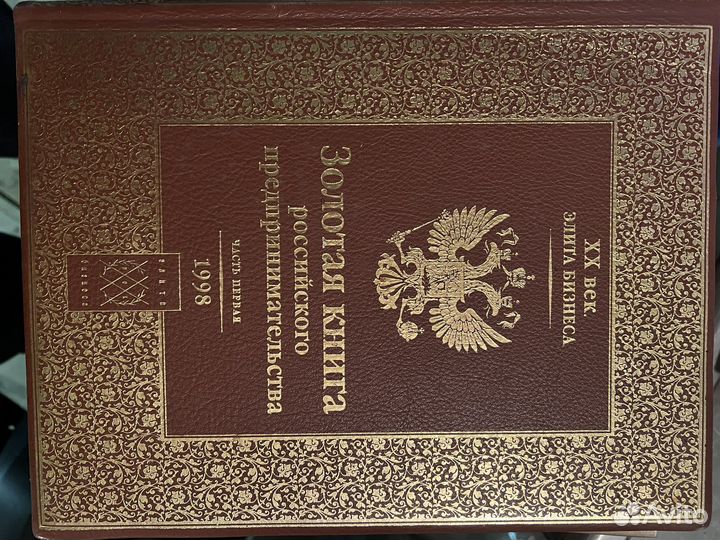 XX ВЕК
ЭЛИТА БИЗНЕСА
Золотая книга
российского
предпринимательства
ЧАСТЬ ПЕРВАЯ
1998
Avito